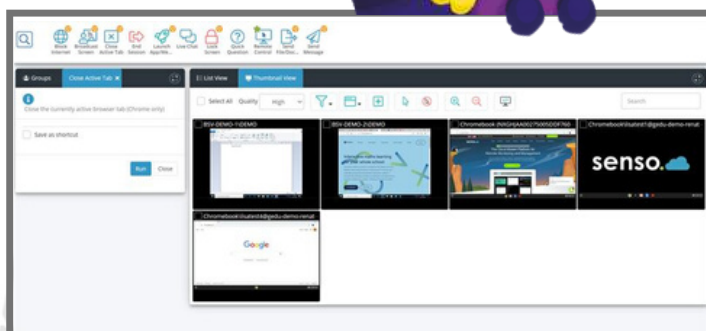 Block Internet
Broadcast Screen
Close Active Tab
End Session
Launch App/We...
Live Chat
Lock Screen
Quick Question
Remote Control
Send File/Doc...
Send Message
Groups
Close Active Tab
Close the currently active browser tab (Chrome only)
Save as shortcut
Run
Close
List View
Thumbnail View
Select All
Quality
High
Search
BSV-DEMO-1\DEMO
BSV-DEMO-2\DEMO
senso.
Google